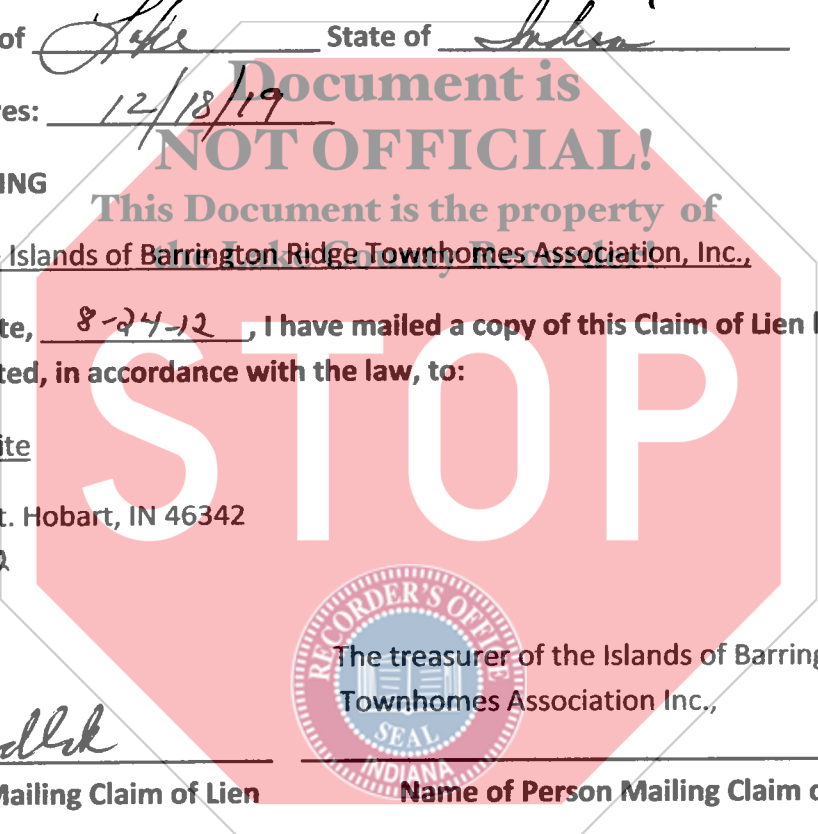 of Lake State of Indiana
Document is
res: 12/18/19
NOT OFFICIAL!
ING
This Document is the property of
the Lake County Recorder!
Islands of Barrington Ridge Townhomes Association, Inc.,
te, 8-24-12, I have mailed a copy of this Claim of Lien
ted, in accordance with the law, to:
STOP
ite
t. Hobart, IN 46342
RECORDER'S OFFICE
The treasurer of the Islands of Barring
Townhomes Association Inc.,
SEAL
INDIANA
Mailing Claim of Lien Name of Person Mailing Claim o